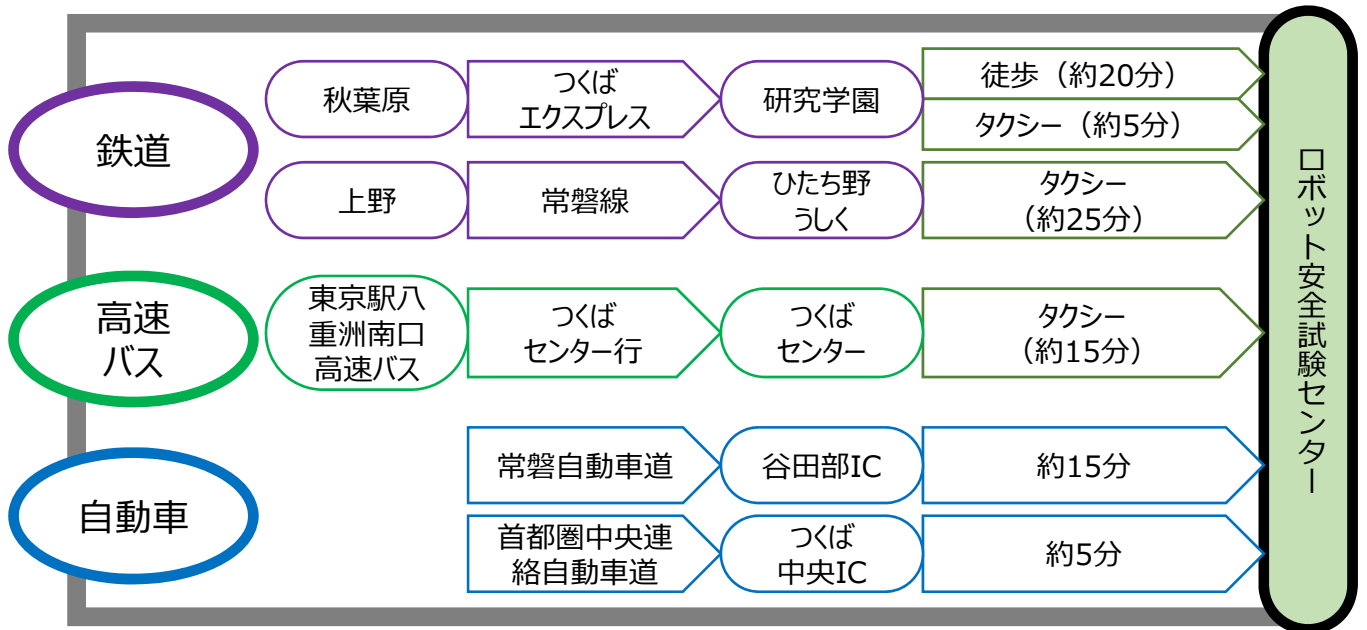 鉄道
秋葉原
つくば
エクスプレス
研究学園
徒歩（約20分）
タクシー（約5分）
上野
常磐線
ひたち野
うしく
タクシー
（約25分）
高速
バス
東京駅八
重洲南口
高速バス
つくば
センター行
つくば
センター
タクシー
（約15分）
自動車
常磐自動車道
谷田部IC
約15分
首都圏中央連
絡自動車道
つくば
中央IC
約5分
ロボット安全試験センター